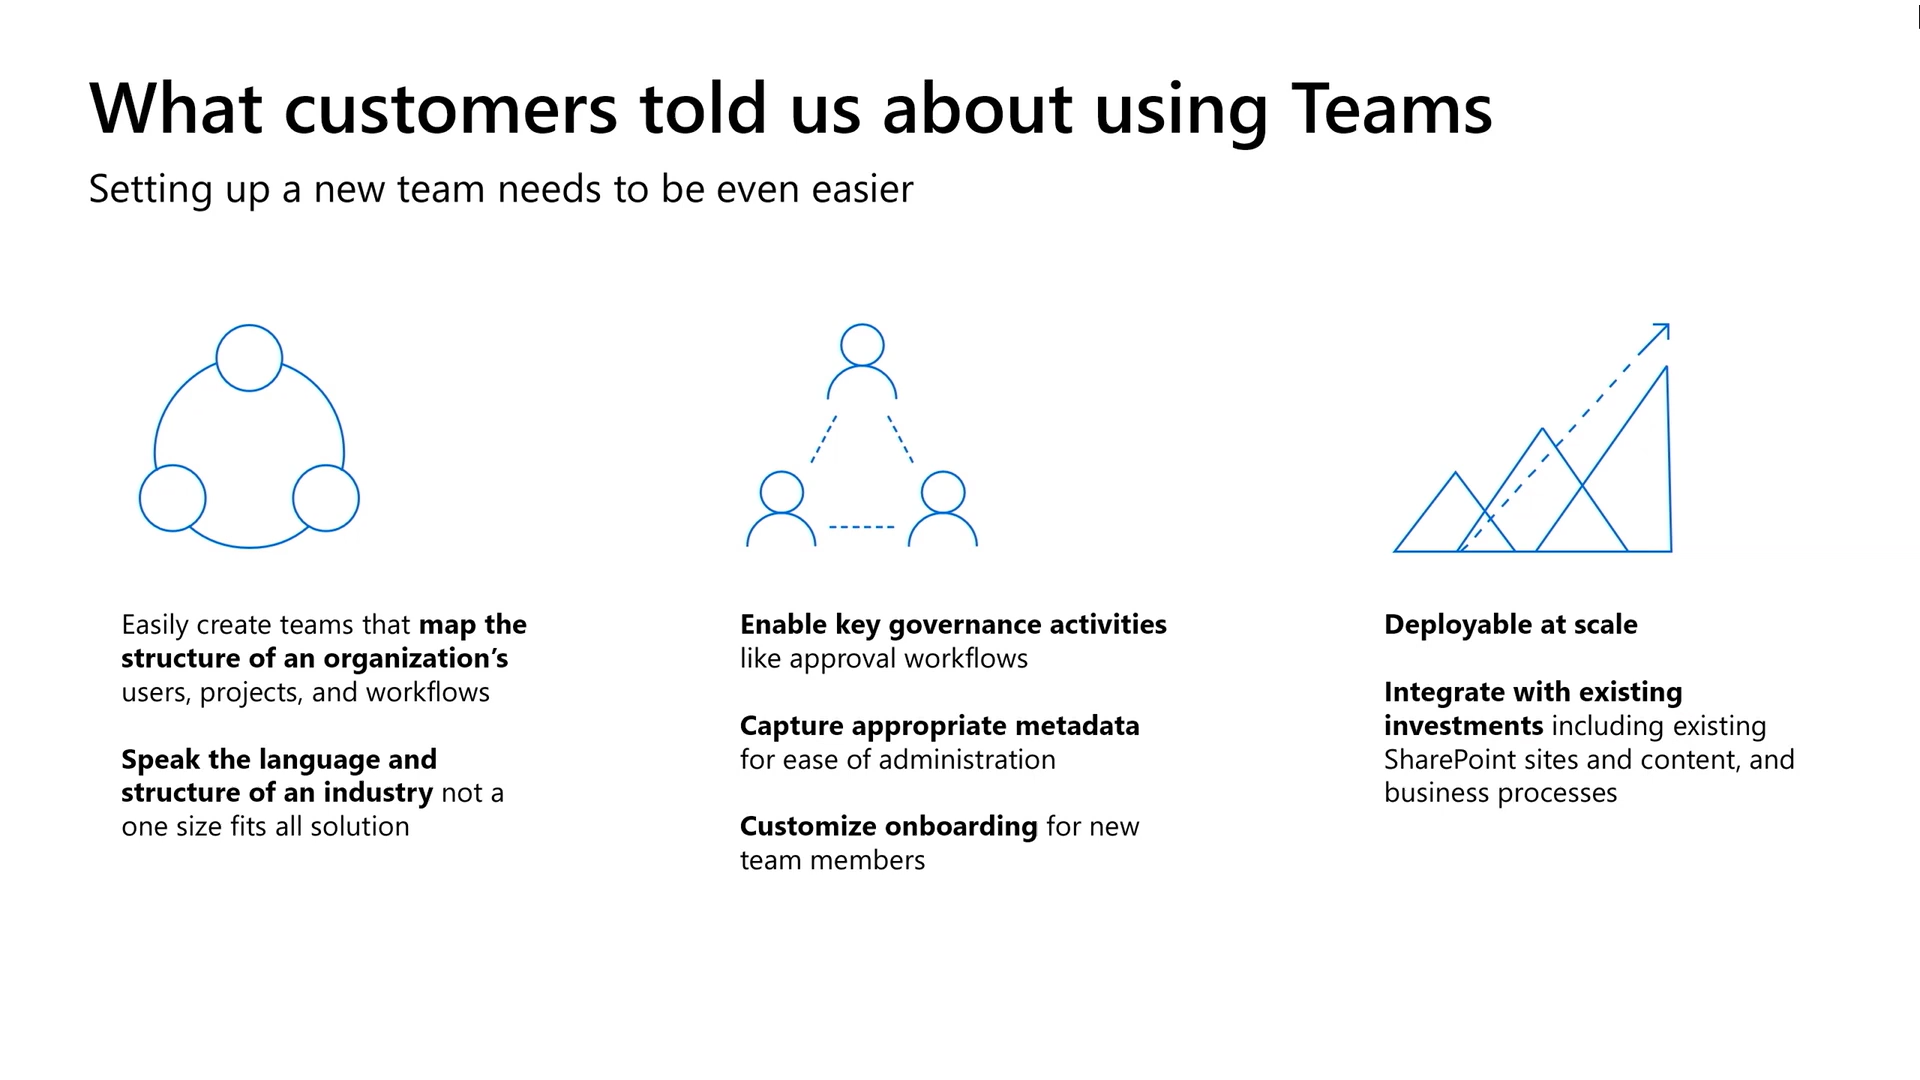 What customers told us about using Teams
Setting up a new team needs to be even easier
Easily create teams that map the
structure of an organization’s
users, projects, and workflows
Speak the language and
structure of an industry not a
one size fits all solution
Enable key governance activities
like approval workflows
Capture appropriate metadata
for ease of administration
Customize onboarding for new
team members
Deployable at scale
Integrate with existing
investments including existing
SharePoint sites and content, and
business processes